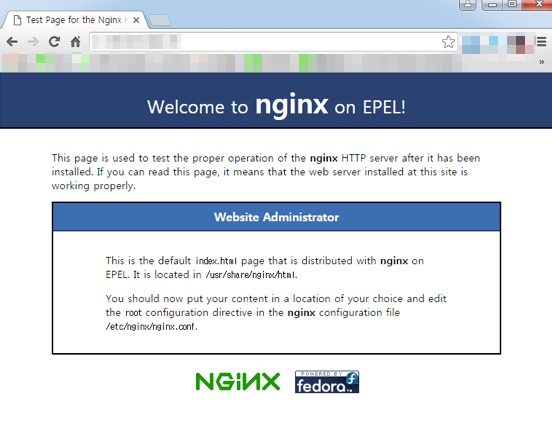 Test Page for the Nginx H
Welcome to nginx on EPEL!
This page is used to test the proper operation of the nginx HTTP server after it has been
installed. If you can read this page, it means that the web server installed at this site is
working properly.
Website Administrator
This is the default index.html page that is distributed with nginx on
EPEL. It is located in /usr/share/nginx/html.
You should now put your content in a location of your choice and edit
the root configuration directive in the nginx configuration file
/etc/nginx/nginx.conf.
NGiNX
POWERED BY
fedora